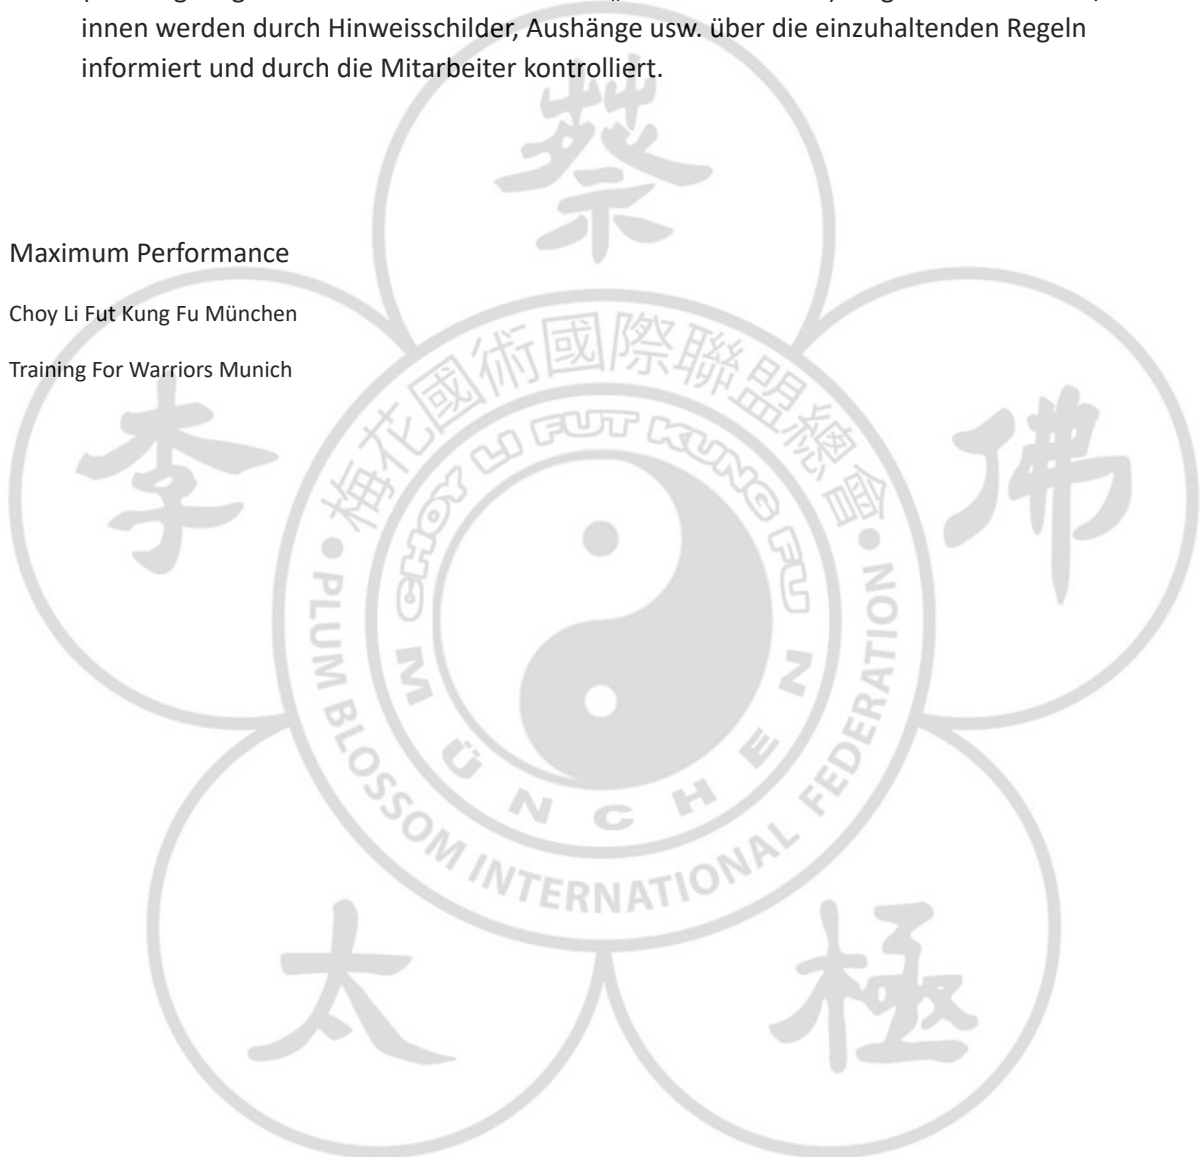 innen werden durch Hinweisschilder, Aushänge usw. über die einzuhaltenden Regeln
informiert und durch die Mitarbeiter kontrolliert.
蔡
Maximum Performance
Choy Li Fut Kung Fu München
Training For Warriors Munich
李
佛
梅花國術國際聯盟總會
CHOY LI FUT KUNG FU
MÜNCHEN
• PLUM BLOSSOM INTERNATIONAL FEDERATION •
太
極